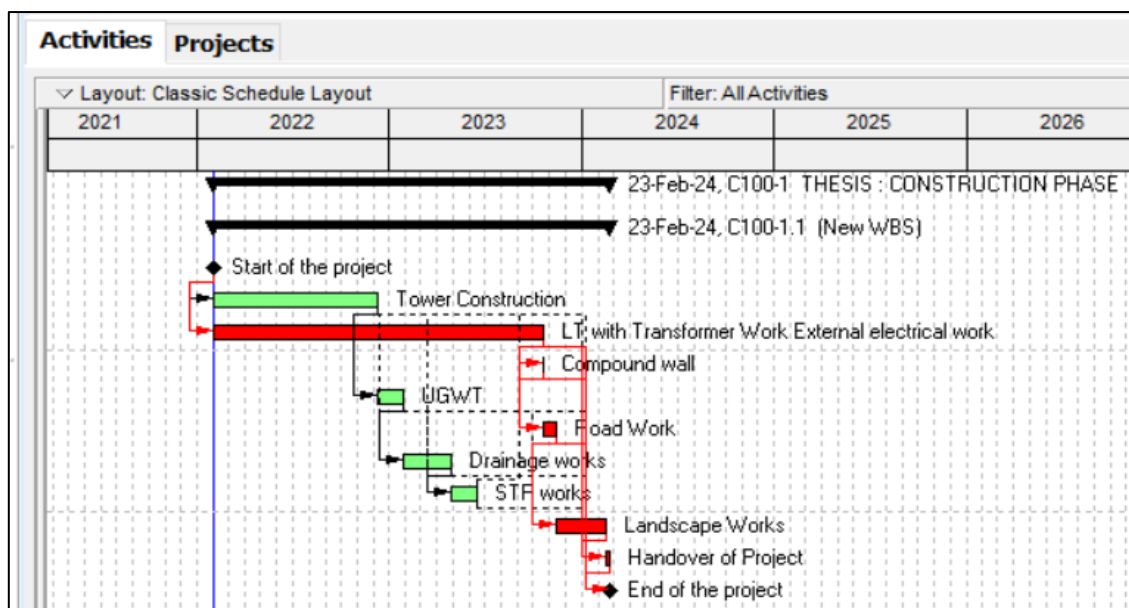 Activities Projects
Layout: Classic Schedule Layout Filter: All Activities
2021 2022 2023 2024 2025 2026
23-Feb-24, C100-1 THESIS : CONSTRUCTION PHASE
23-Feb-24, C100-1.1 (New WBS)
Start of the project
Tower Construction
LT with Transformer Work External electrical work
Compound wall
UGWT
Road Work
Drainage works
STF works
Landscape Works
Handover of Project
End of the project